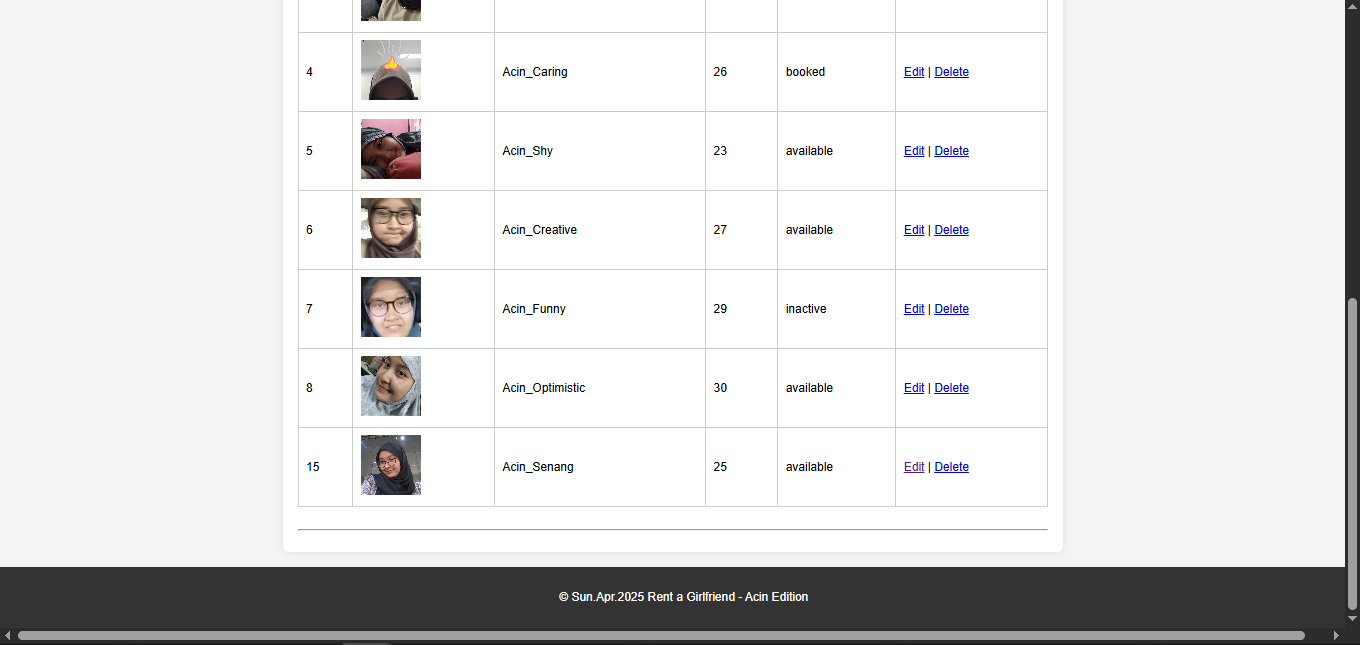 4 Acin_Caring 26 booked Edit | Delete
5 Acin_Shy 23 available Edit | Delete
6 Acin_Creative 27 available Edit | Delete
7 Acin_Funny 29 inactive Edit | Delete
8 Acin_Optimistic 30 available Edit | Delete
15 Acin_Senang 25 available Edit | Delete
© Sun.Apr.2025 Rent a Girlfriend - Acin Edition